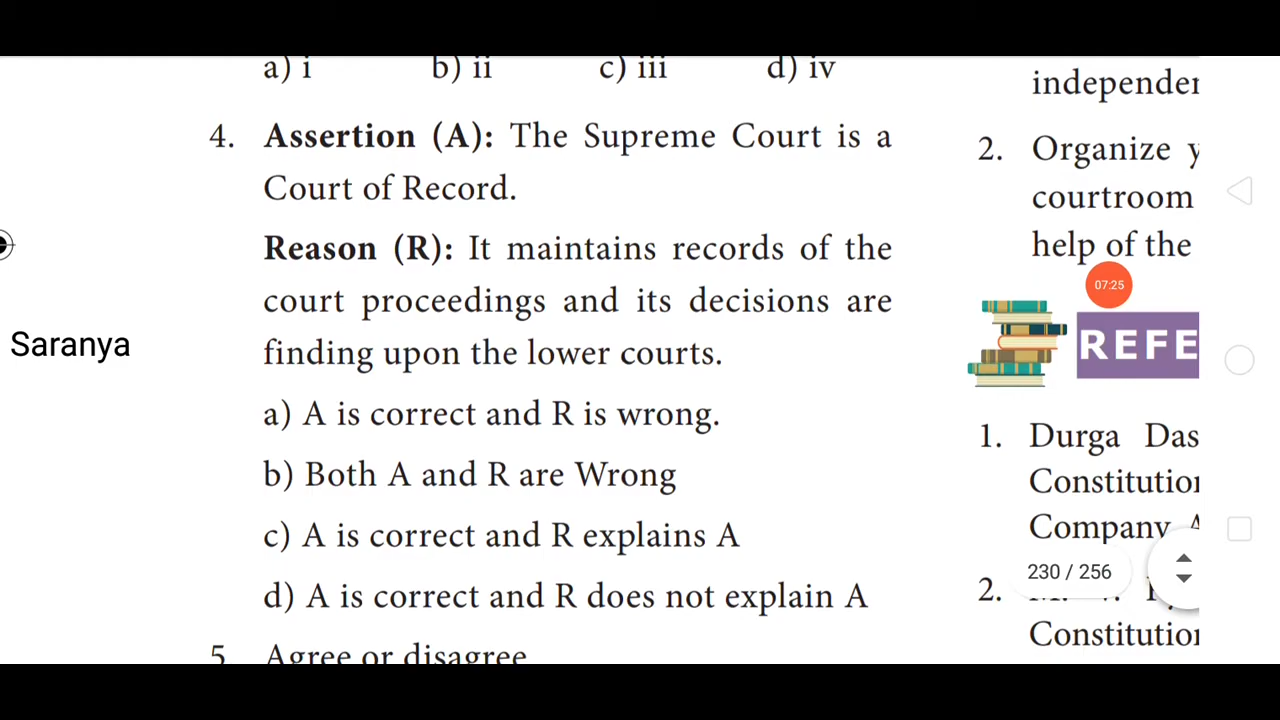 a) i b) ii c) iii d) iv
4. Assertion (A): The Supreme Court is a
Court of Record.
Reason (R): It maintains records of the
court proceedings and its decisions are
finding upon the lower courts.
a) A is correct and R is wrong.
b) Both A and R are Wrong
c) A is correct and R explains A
d) A is correct and R does not explain A
5 Agree or disagree
Saranya
2. Organize
courtroom
help of the
07:25
REFE
1. Durga Das
Company
230 / 256
2.